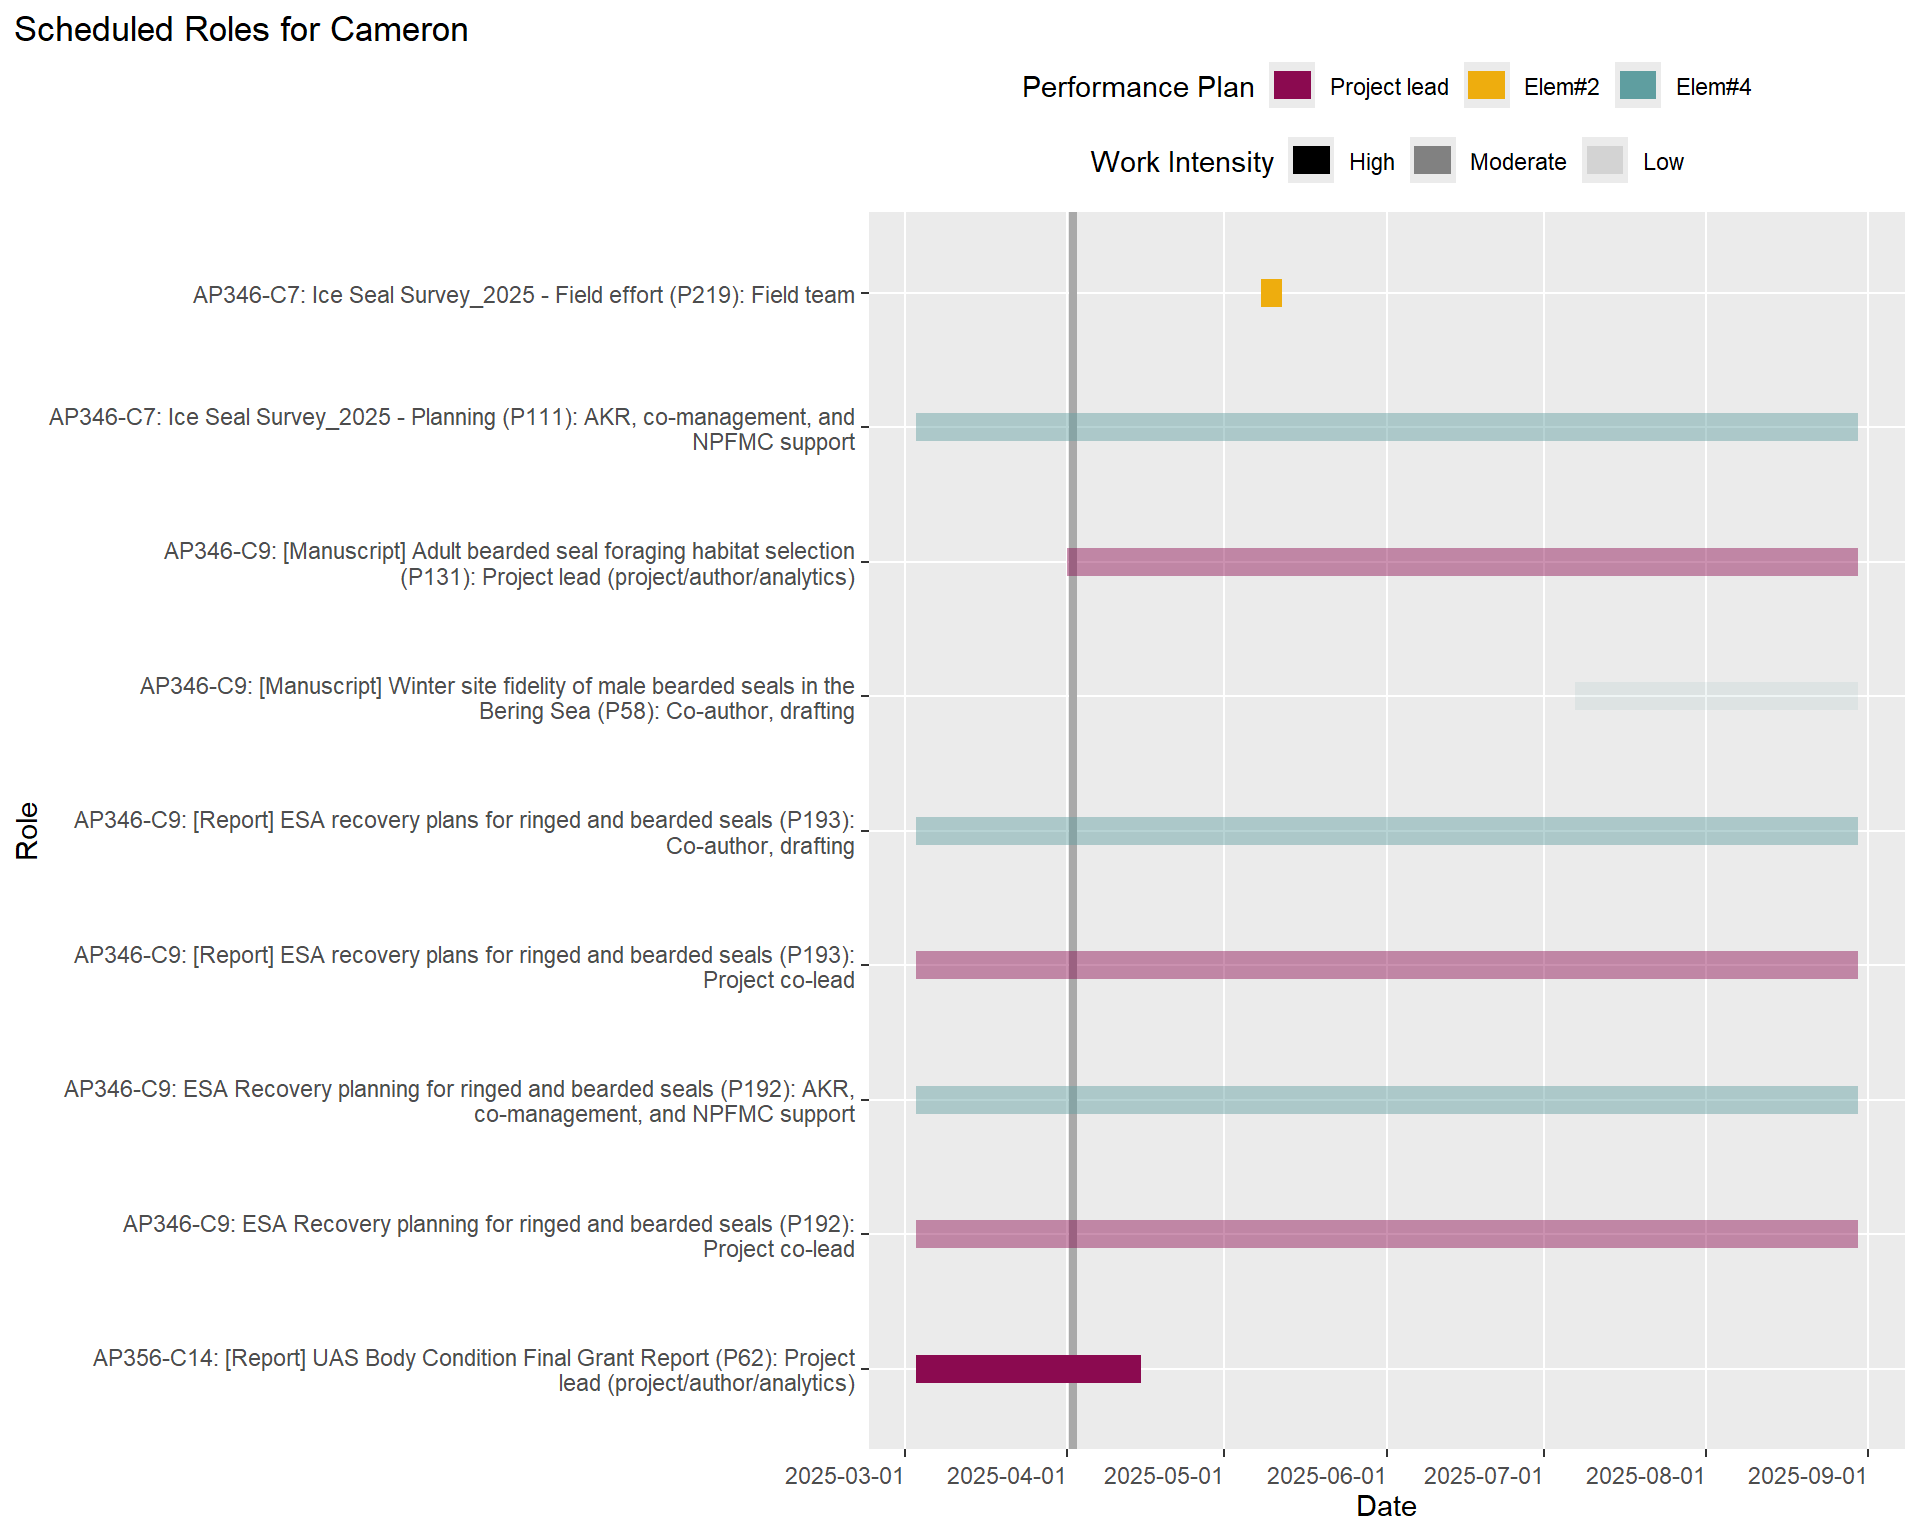 Scheduled Roles for Cameron
Performance Plan Project lead Elem#2 Elem#4
Work Intensity High Moderate Low
AP346-C7: Ice Seal Survey_2025 - Field effort (P219): Field team
AP346-C7: Ice Seal Survey_2025 - Planning (P111): AKR, co-management, and
NPFMC support
AP346-C9: [Manuscript] Adult bearded seal foraging habitat selection
(P131): Project lead (project/author/analytics)
AP346-C9: [Manuscript] Winter site fidelity of male bearded seals in the
Bering Sea (P58): Co-author, drafting
AP346-C9: [Report] ESA recovery plans for ringed and bearded seals (P193):
Co-author, drafting
AP346-C9: [Report] ESA recovery plans for ringed and bearded seals (P193):
Project co-lead
AP346-C9: ESA Recovery planning for ringed and bearded seals (P192): AKR,
co-management, and NPFMC support
AP346-C9: ESA Recovery planning for ringed and bearded seals (P192):
Project co-lead
AP356-C14: [Report] UAS Body Condition Final Grant Report (P62): Project
lead (project/author/analytics)
Role
2025-03-01 2025-04-01 2025-05-01 2025-06-01 2025-07-01 2025-08-01 2025-09-01
Date